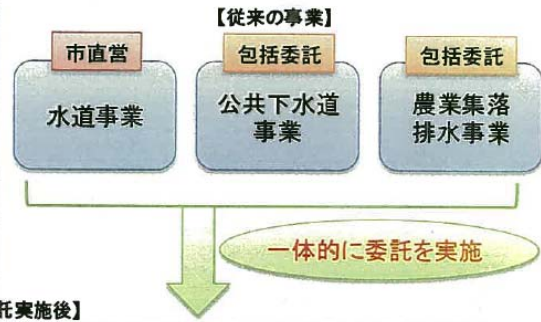 【従来の事業】
市直営
包括委託
包括委託
水道事業
公共下水道
事業
農業集落
排水事業
一体的に委託を実施
託実施後】